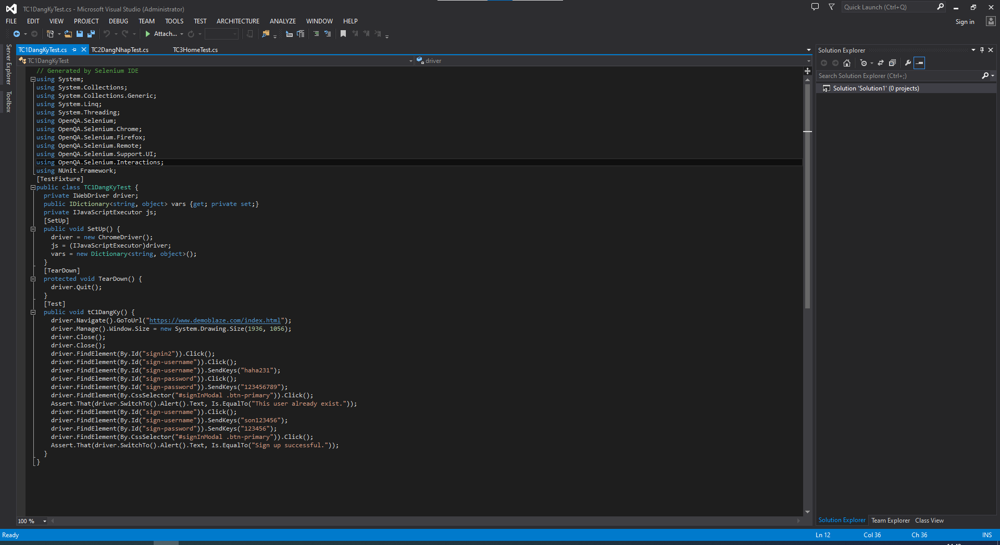 TC1DangKyTest.cs - Microsoft Visual Studio (Administrator)
Quick Launch (Ctrl+Q)
FILE EDIT VIEW PROJECT DEBUG TEAM TOOLS TEST ARCHITECTURE ANALYZE WINDOW HELP
Sign in
Attach...
Server Explorer
Toolbox
TC1DangKyTest.cs TC2DangNhapTest.cs TC3HomeTest.cs
TC1DangKyTest driver
// Generated by Selenium IDE
using System;
using System.Collections;
using System.Collections.Generic;
using System.Linq;
using System.Threading;
using OpenQA.Selenium;
using OpenQA.Selenium.Chrome;
using OpenQA.Selenium.Firefox;
using OpenQA.Selenium.Remote;
using OpenQA.Selenium.Support.UI;
using OpenQA.Selenium.Interactions;
using NUnit.Framework;
[TestFixture]
public class TC1DangKyTest {
private IWebDriver driver;
public IDictionary<string, object> vars {get; private set;}
private IJavaScriptExecutor js;
[SetUp]
public void SetUp() {
driver = new ChromeDriver();
js = (IJavaScriptExecutor)driver;
vars = new Dictionary<string, object>();
}
[TearDown]
protected void TearDown() {
driver.Quit();
}
[Test]
public void tC1DangKy() {
driver.Navigate().GoToUrl("https://www.demoblaze.com/index.html");
driver.Manage().Window.Size = new System.Drawing.Size(1936, 1056);
driver.Close();
driver.Close();
driver.FindElement(By.Id("signin2")).Click();
driver.FindElement(By.Id("sign-username")).Click();
driver.FindElement(By.Id("sign-username")).SendKeys("haha231");
driver.FindElement(By.Id("sign-password")).Click();
driver.FindElement(By.Id("sign-password")).SendKeys("123456789");
driver.FindElement(By.CssSelector("#signInModal .btn-primary")).Click();
Assert.That(driver.SwitchTo().Alert().Text, Is.EqualTo("This user already exist."));
driver.FindElement(By.Id("sign-username")).Click();
driver.FindElement(By.Id("sign-username")).SendKeys("son123456");
driver.FindElement(By.Id("sign-password")).SendKeys("123456");
driver.FindElement(By.CssSelector("#signInModal .btn-primary")).Click();
Assert.That(driver.SwitchTo().Alert().Text, Is.EqualTo("Sign up successful."));
}
}
100 %
Solution Explorer
Search Solution Explorer (Ctrl+;)
Solution 'Solution1' (0 projects)
Solution Explorer Team Explorer Class View
Ready Ln 12 Col 36 Ch 36 INS